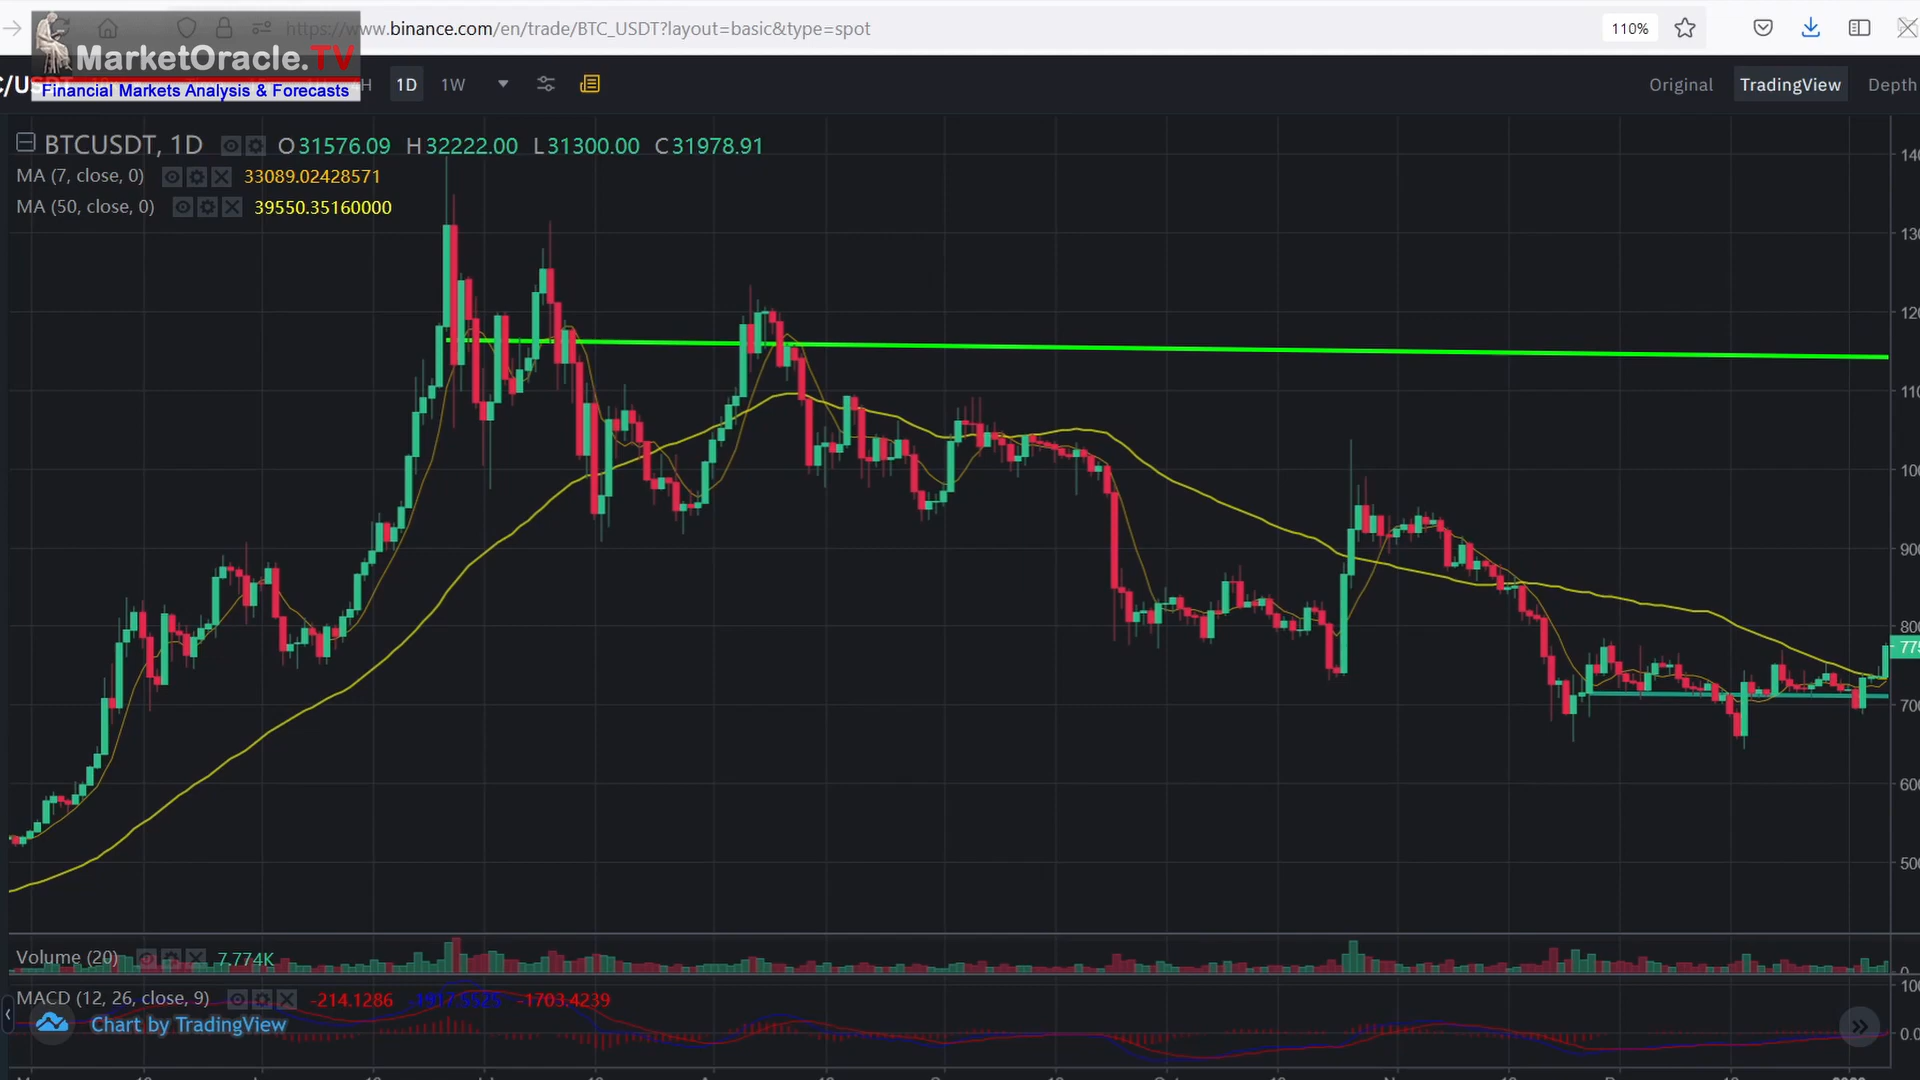 https://www.binance.com/en/trade/BTC_USDT?layout=basic&type=spot
110%
MarketOracle.TV
Financial Markets Analysis & Forecasts
1D 1W
Original TradingView Depth
BTCUSDT, 1D O31576.09 H32222.00 L31300.00 C31978.91
MA (7, close, 0) 33089.02428571
MA (50, close, 0) 39550.35160000
Volume (20) 7.774K
MACD (12, 26, close, 9) -214.1286 -1917.5525 -1703.4239
Chart by TradingView